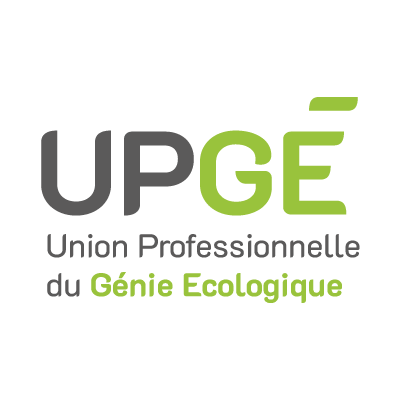 UPGÉ
Union Professionnelle
du Génie Ecologique